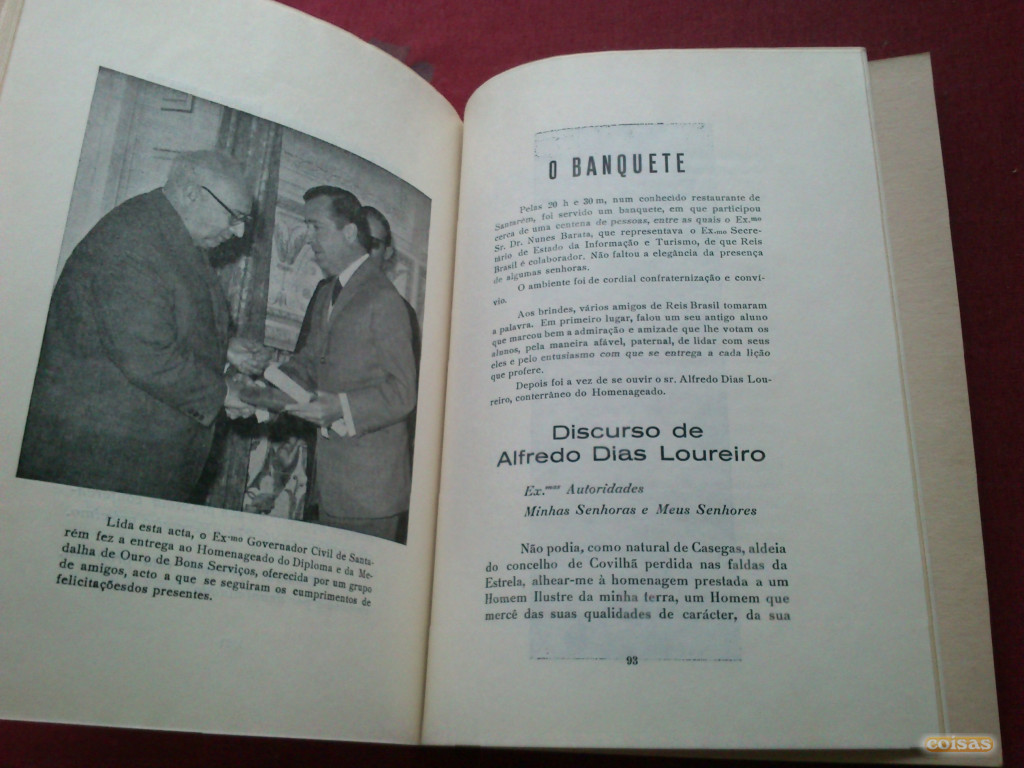 Lida esta acta, o Ex.mo Governador Civil de Santa-
rém fez a entrega ao Homenageado do Diploma e da Me-
dalha de Ouro de Bons Serviços, oferecida por um grupo
de amigos, acto a que se seguiram os cumprimentos de
felicitaçõesdos presentes.
O BANQUETE
Pelas 20 h e 30 m, num conhecido restaurante de
Santarém, foi servido um banquete, em que participou
cerca de uma centena de pessoas, entre as quais o Ex.mo
Sr. Dr. Nunes Barata, que representava o Ex.mo Secre-
tário de Estado da Informação e Turismo, de que Reis
Brasil é colaborador. Não faltou a elegância da presença
de algumas senhoras.
O ambiente foi de cordial confraternização e conví-
vio.
Aos brindes, vários amigos de Reis Brasil tomaram
a palavra. Em primeiro lugar, falou um seu antigo aluno
que marcou bem a admiração e amizade que lhe votam os
alunos, pela maneira afável, paternal, de lidar com seus
eles e pelo entusiasmo com que se entrega a cada lição
que profere.
Depois foi a vez de se ouvir o sr. Alfredo Dias Lou-
reiro, conterrâneo do Homenageado.
Discurso de
Alfredo Dias Loureiro
Ex.mas Autoridades
Minhas Senhoras e Meus Senhores
Não podia, como natural de Casegas, aldeia
do concelho de Covilhã perdida nas faldas da
Estrela, alhear-me à homenagem prestada a um
Homem Ilustre da minha terra, um Homem que
mercê das suas qualidades de carácter, da sua
93
coisas